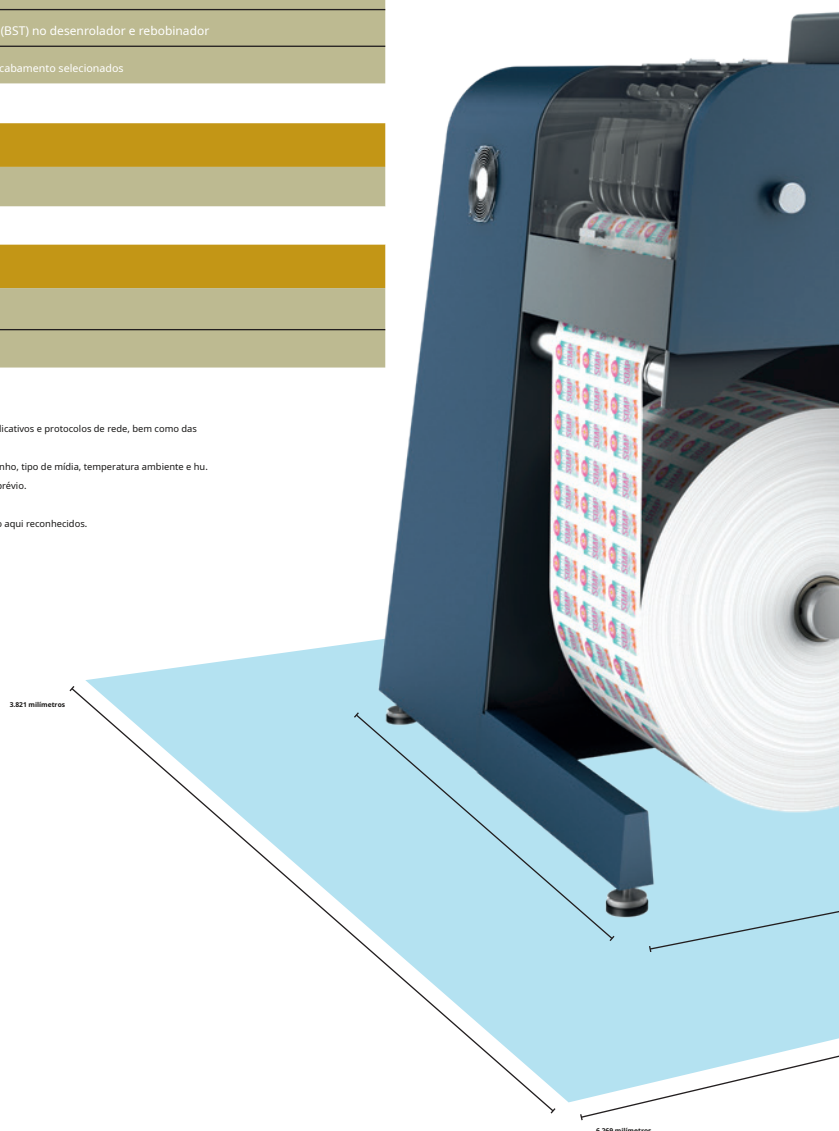 (BST) no desenrolador e rebobinador
cabamento selecionados
licativos e protocolos de rede, bem como das
nho, tipo de mídia, temperatura ambiente e hu.
prévio.
o aqui reconhecidos.
3.821 milímetros
SOAP